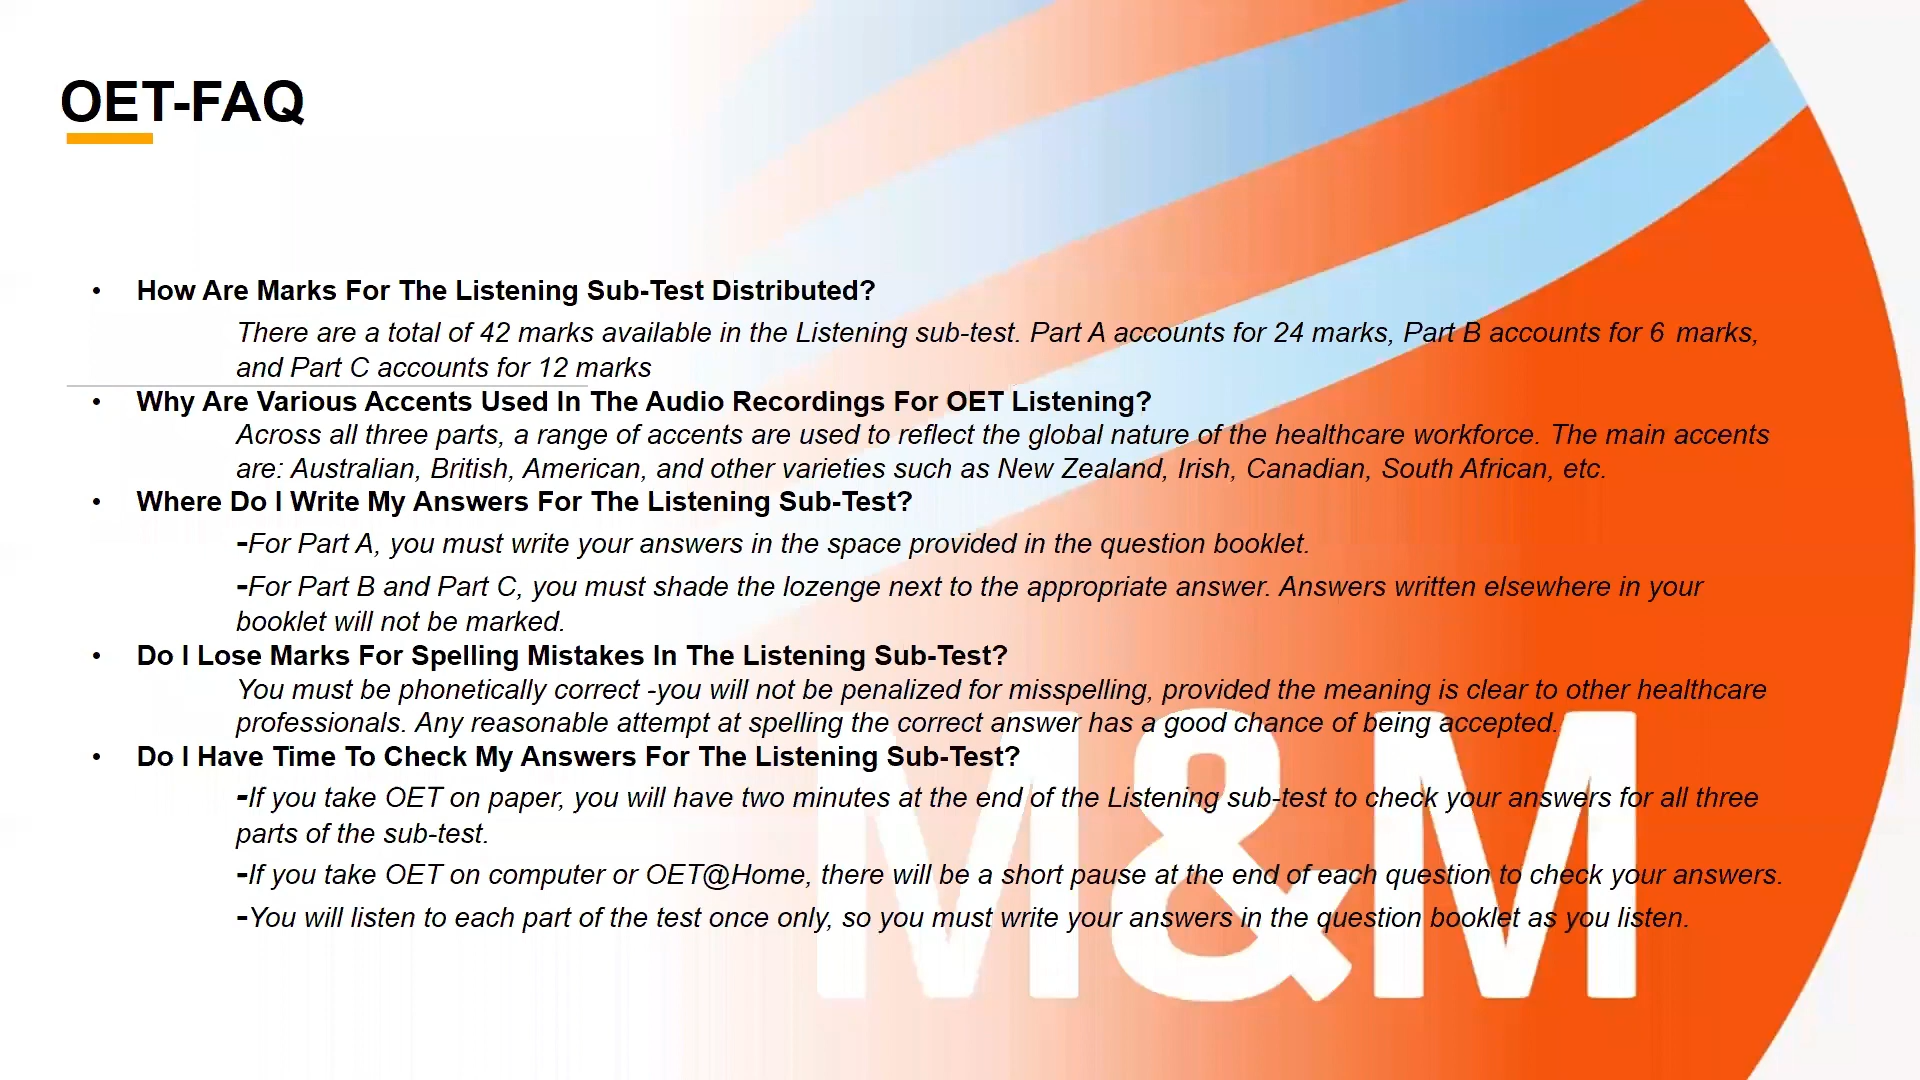 OET-FAQ
• How Are Marks For The Listening Sub-Test Distributed?
There are a total of 42 marks available in the Listening sub-test. Part A accounts for 24 marks, Part B accounts for 6 marks,
and Part C accounts for 12 marks
• Why Are Various Accents Used In The Audio Recordings For OET Listening?
Across all three parts, a range of accents are used to reflect the global nature of the healthcare workforce. The main accents
are: Australian, British, American, and other varieties such as New Zealand, Irish, Canadian, South African, etc.
• Where Do I Write My Answers For The Listening Sub-Test?
-For Part A, you must write your answers in the space provided in the question booklet.
-For Part B and Part C, you must shade the lozenge next to the appropriate answer. Answers written elsewhere in your
booklet will not be marked.
• Do I Lose Marks For Spelling Mistakes In The Listening Sub-Test?
You must be phonetically correct -you will not be penalized for misspelling, provided the meaning is clear to other healthcare
professionals. Any reasonable attempt at spelling the correct answer has a good chance of being accepted.
• Do I Have Time To Check My Answers For The Listening Sub-Test?
-If you take OET on paper, you will have two minutes at the end of the Listening sub-test to check your answers for all three
parts of the sub-test.
-If you take OET on computer or OET@Home, there will be a short pause at the end of each question to check your answers.
-You will listen to each part of the test once only, so you must write your answers in the question booklet as you listen.
M&M